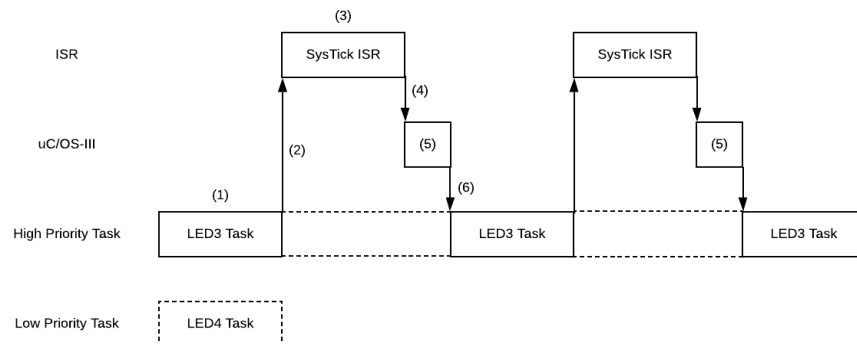 (3)
ISR
SysTick ISR
SysTick ISR
(4)
uC/OS-III
(5)
(5)
(2)
(6)
(1)
High Priority Task
LED3 Task
LED3 Task
LED3 Task
Low Priority Task
LED4 Task